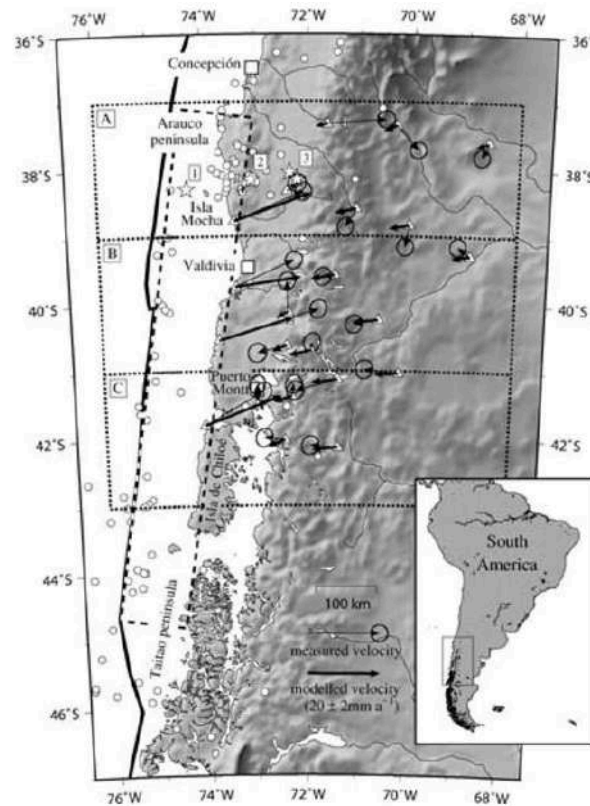 76°W 74°W 72°W 70°W 68°W
36°S 36°
Concepción
A
Arauco
peninsula
1 2 3
38°S 38°
Isla
Mocha
B
Valdivia
40°S 40°
C
Puerto
Montt
42°S 42°
Isla de Chiloé
South
America
44°S
100 km
Taitao peninsula
measured velocity
modelled velocity
(20 ± 2mm a⁻¹)
46°S
76°W 74°W 72°W 70°W 68°W